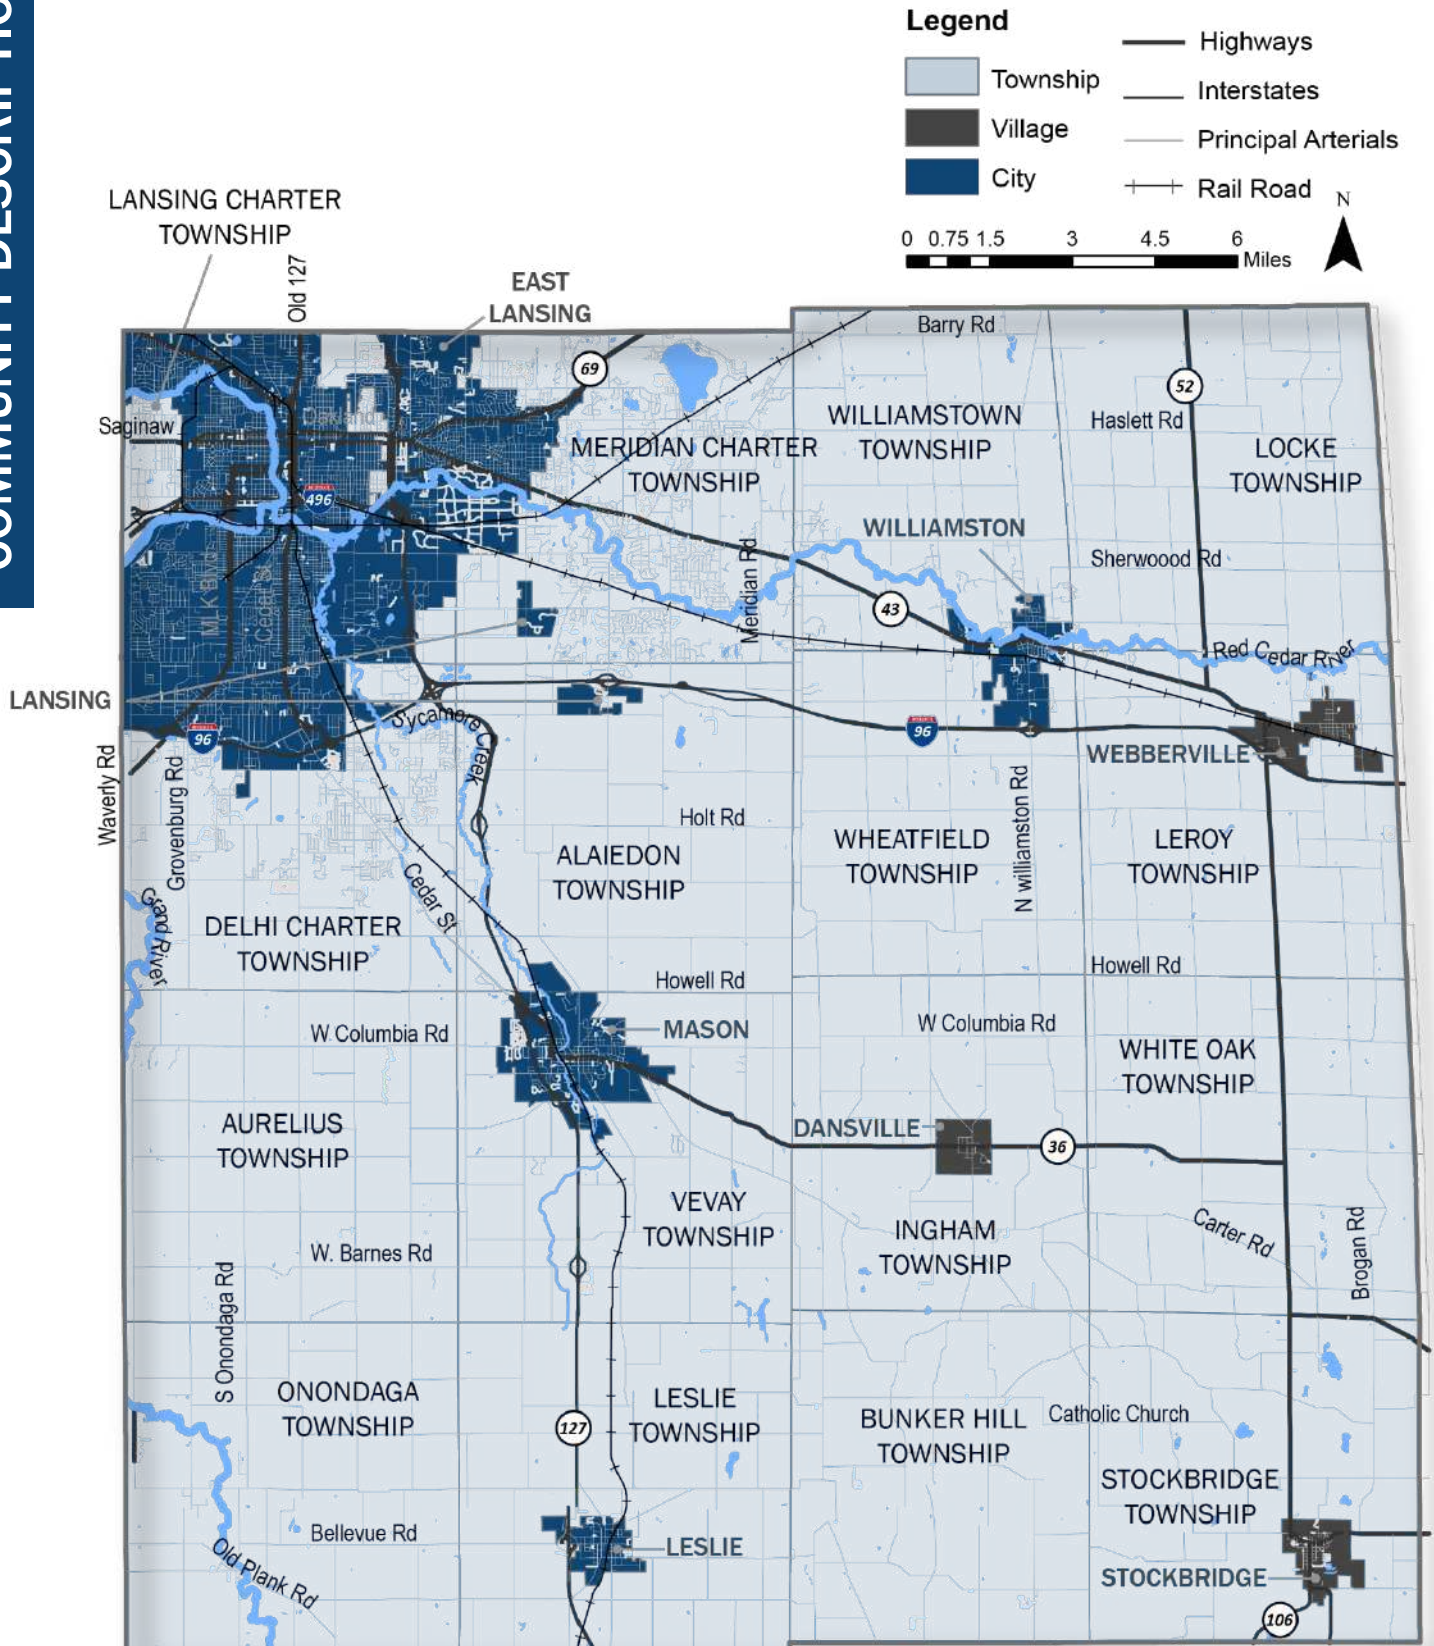 Legend
Township
Village
City
Highways
Interstates
Principal Arterials
Rail Road
N
0 0.75 1.5 3 4.5 6
Miles
LANSING CHARTER
TOWNSHIP
Old 127
EAST
LANSING
Barry Rd
69
52
Saginaw
Haslett Rd
WILLIAMSTOWN
TOWNSHIP
MERIDIAN CHARTER
TOWNSHIP
LOCKE
TOWNSHIP
496
WILLIAMSTON
Sherwoood Rd
Meridian Rd
43
Cedar St
Red Cedar River
LANSING
Sycamore Creek
96
96
WEBBERVILLE
Waverly Rd
Grovenburg Rd
Holt Rd
N williamston Rd
ALAIEDON
TOWNSHIP
WHEATFIELD
TOWNSHIP
LEROY
TOWNSHIP
Cedar St
Grand River
DELHI CHARTER
TOWNSHIP
Howell Rd
Howell Rd
W Columbia Rd
MASON
W Columbia Rd
WHITE OAK
TOWNSHIP
AURELIUS
TOWNSHIP
DANSVILLE
36
VEVAY
TOWNSHIP
INGHAM
TOWNSHIP
Carter Rd
Brogan Rd
W. Barnes Rd
S Onondaga Rd
ONONDAGA
TOWNSHIP
LESLIE
TOWNSHIP
127
BUNKER HILL
TOWNSHIP
Catholic Church
STOCKBRIDGE
TOWNSHIP
Bellevue Rd
LESLIE
Old Plank Rd
STOCKBRIDGE
106